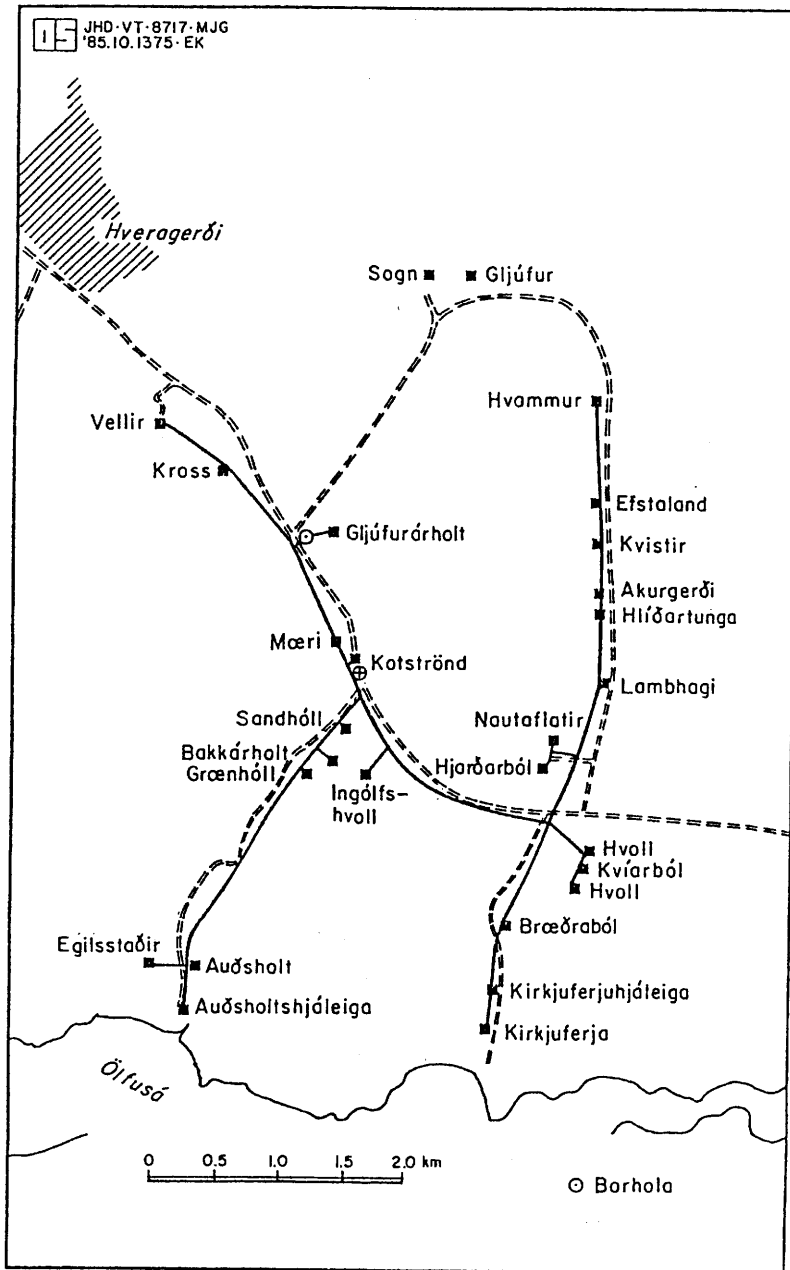 JHD·VT·8717·MJG
'85.10.1375·EK
Hveragerði
Sogn
Gljúfur
Vellir
Hvammur
Kross
Efstaland
Gljúfurárholt
Kvistir
Akurgerði
Hlíðartunga
Mæri
Kotströnd
Lambhagi
Sandhóll
Nautaflatir
Bakkárholt
Grænhóll
Hjarðarból
Ingólfs-
hvoll
Hvoll
Kvíarból
Hvoll
Bræðraból
Egilsstaðir
Auðsholt
Auðsholtshjáleiga
Kirkjuferjuhjáleiga
Kirkjuferja
Ölfusá
0 0.5 1.0 1.5 2.0 km
Borhola